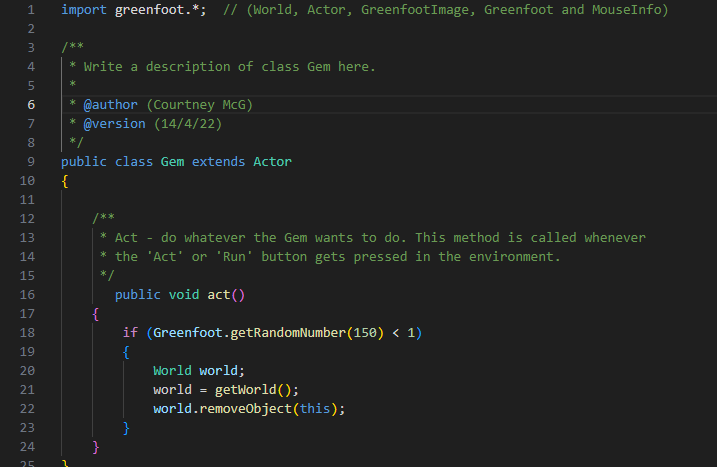 1 import greenfoot.*;  // (World, Actor, GreenfootImage, Greenfoot and MouseInfo)
2
3 /**
4  * Write a description of class Gem here.
5  *
6  * @author (Courtney McG)
7  * @version (14/4/22)
8  */
9 public class Gem extends Actor
10 {
11
12     /**
13      * Act - do whatever the Gem wants to do. This method is called whenever
14      * the 'Act' or 'Run' button gets pressed in the environment.
15      */
16        public void act()
17     {
18         if (Greenfoot.getRandomNumber(150) < 1)
19         {
20             World world;
21             world = getWorld();
22             world.removeObject(this);
23         }
24     }
25 }